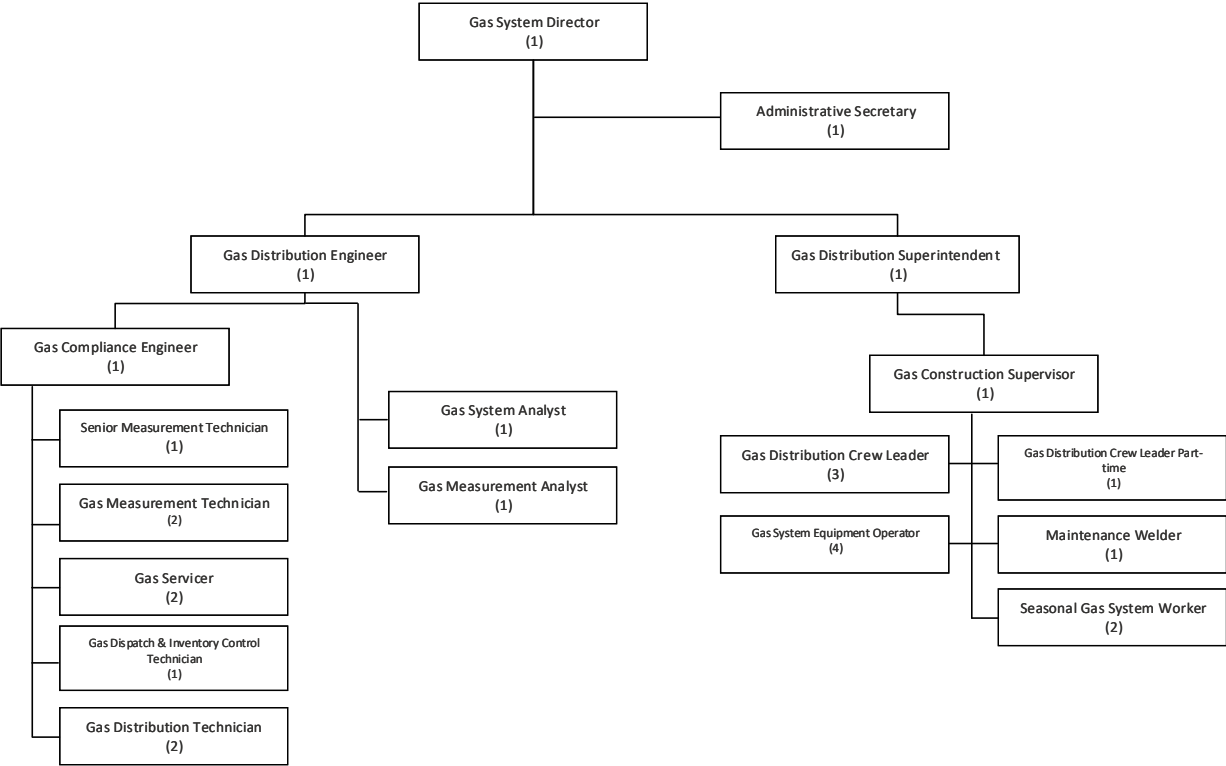 Gas System Director
(1)
Administrative Secretary
(1)
Gas Distribution Engineer
(1)
Gas Distribution Superintendent
(1)
Gas Compliance Engineer
(1)
Gas Construction Supervisor
(1)
Senior Measurement Technician
(1)
Gas Measurement Technician
(2)
Gas Servicer
(2)
Gas Dispatch & Inventory Control
Technician
(1)
Gas Distribution Technician
(2)
Gas System Analyst
(1)
Gas Measurement Analyst
(1)
Gas Distribution Crew Leader
(3)
Gas Distribution Crew Leader Part-
time
(1)
Gas System Equipment Operator
(4)
Maintenance Welder
(1)
Seasonal Gas System Worker
(2)